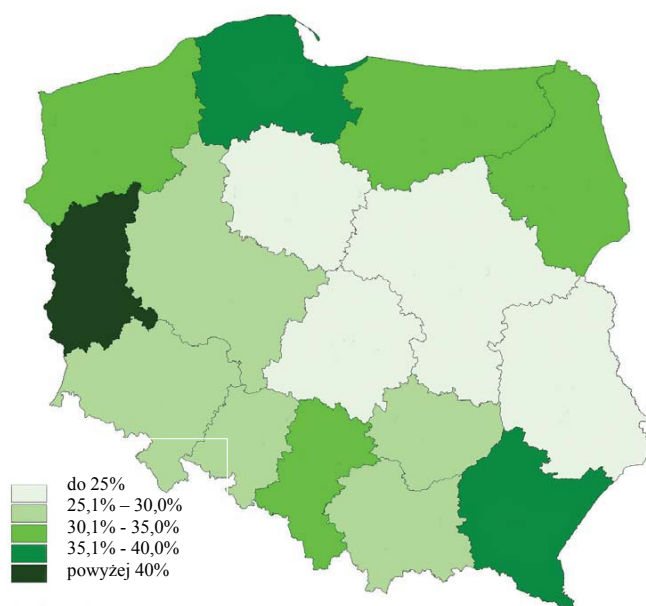 do 25%
25,1% – 30,0%
30,1% - 35,0%
35,1% - 40,0%
powyżej 40%